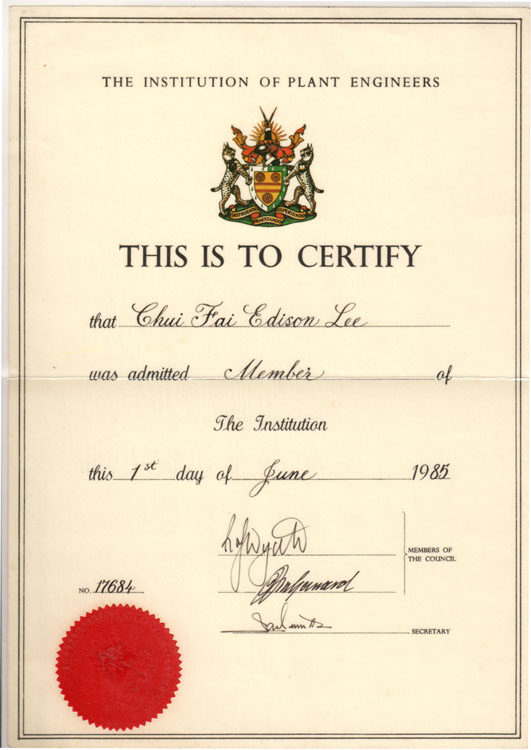 THE INSTITUTION OF PLANT ENGINEERS
THIS IS TO CERTIFY
that Chui Fai Edison Lee
was admitted Member of
The Institution
this 1st day of June 1985
MEMBERS OF
THE COUNCIL
NO. 17684
SECRETARY